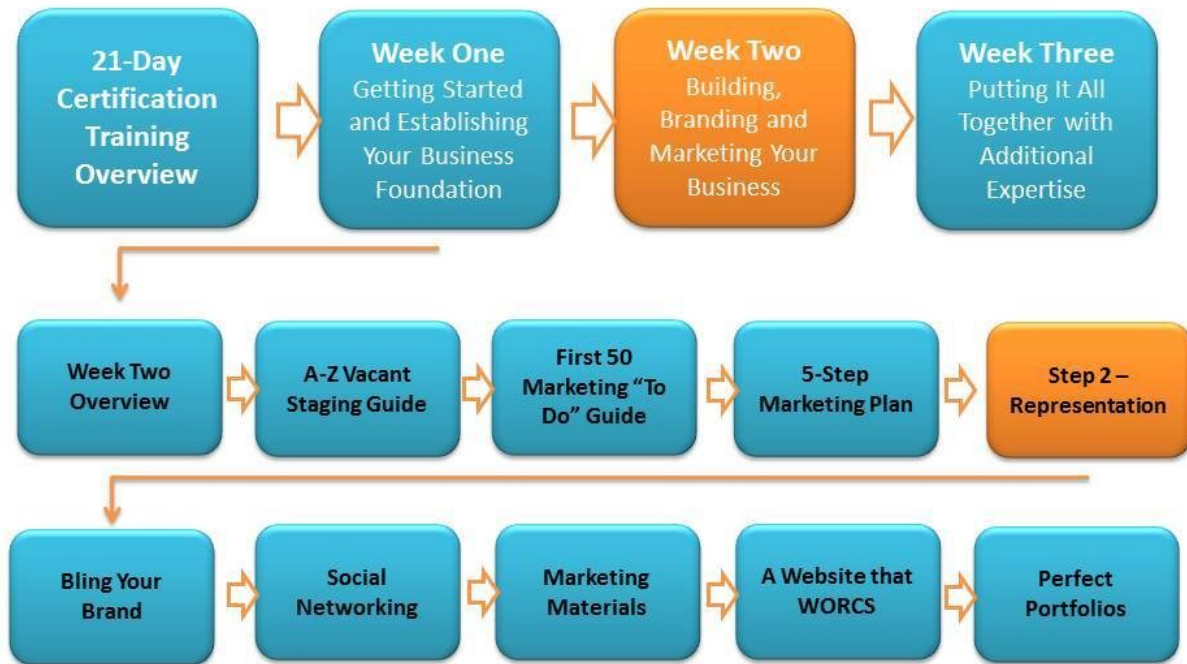 21-Day
Certification
Training
Overview
Week One
Getting Started
and Establishing
Your Business
Foundation
Week Two
Building,
Branding and
Marketing Your
Business
Week Three
Putting It All
Together with
Additional
Expertise
Week Two
Overview
A-Z Vacant
Staging Guide
First 50
Marketing “To
Do” Guide
5-Step
Marketing Plan
Step 2 –
Representation
Bling Your
Brand
Social
Networking
Marketing
Materials
A Website that
WORCS
Perfect
Portfolios